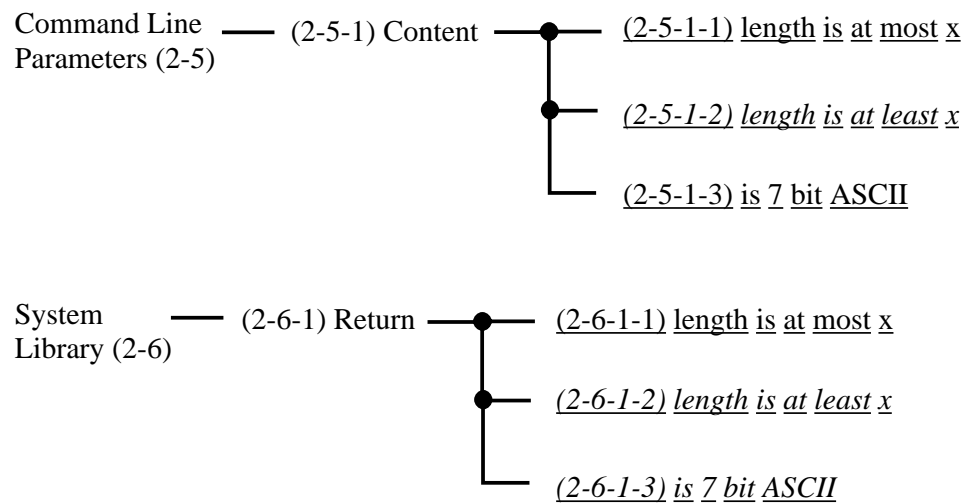 Command Line
Parameters (2-5)
(2-5-1) Content
(2-5-1-1) length is at most x
(2-5-1-2) length is at least x
(2-5-1-3) is 7 bit ASCII
System
Library (2-6)
(2-6-1) Return
(2-6-1-1) length is at most x
(2-6-1-2) length is at least x
(2-6-1-3) is 7 bit ASCII